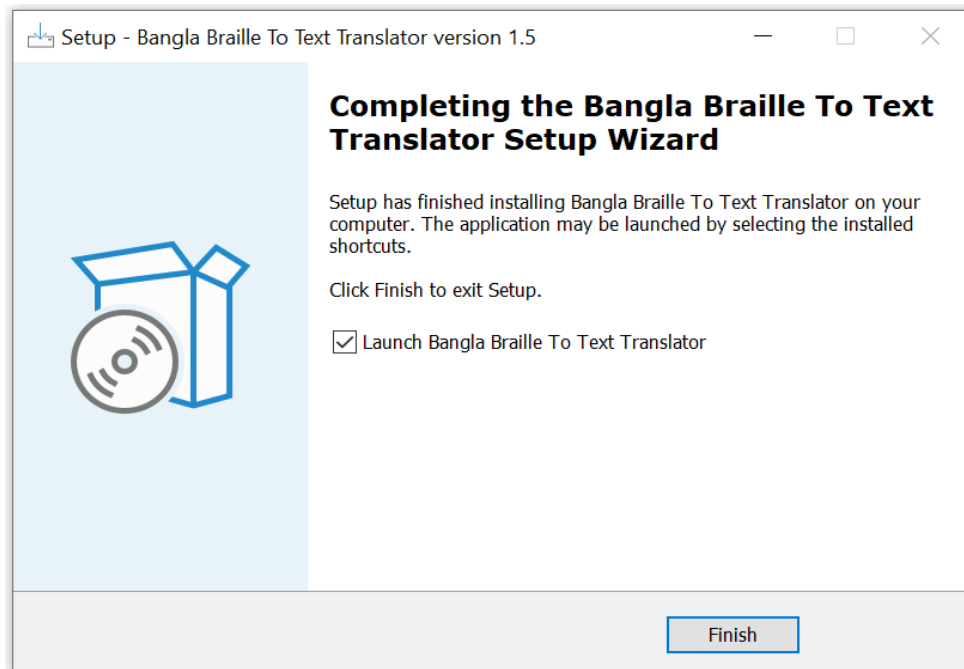 Setup - Bangla Braille To Text Translator version 1.5
Completing the Bangla Braille To Text
Translator Setup Wizard
Setup has finished installing Bangla Braille To Text Translator on your
computer. The application may be launched by selecting the installed
shortcuts.
Click Finish to exit Setup.
Launch Bangla Braille To Text Translator
Finish